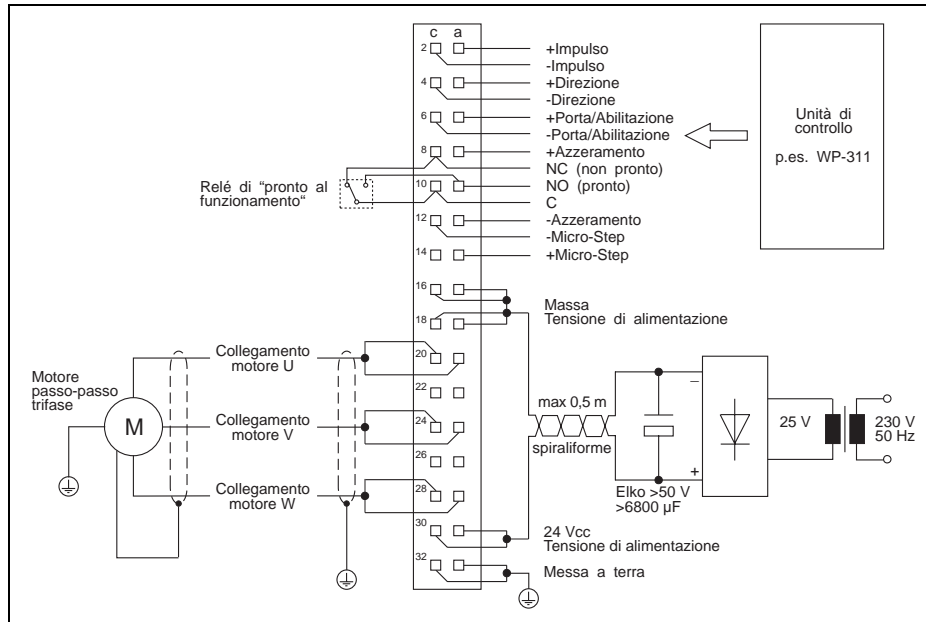 c a
2
+Impulso
-Impulso
4
+Direzione
-Direzione
6
+Porta/Abilitazione
-Porta/Abilitazione
8
+Azzeramento
NC (non pronto)
10
NO (pronto)
C
12
-Azzeramento
-Micro-Step
14
+Micro-Step
16
18
20
22
24
26
28
30
32
Unità di
controllo
p.es. WP-311
Relé di “pronto al
funzionamento“
Massa
Tensione di alimentazione
Motore
passo-passo
trifase
M
Collegamento
motore U
Collegamento
motore V
Collegamento
motore W
max 0,5 m
spiraliforme
–
+
Elko >50 V
>6800 µF
25 V
230 V
50 Hz
24 Vcc
Tensione di alimentazione
Messa a terra